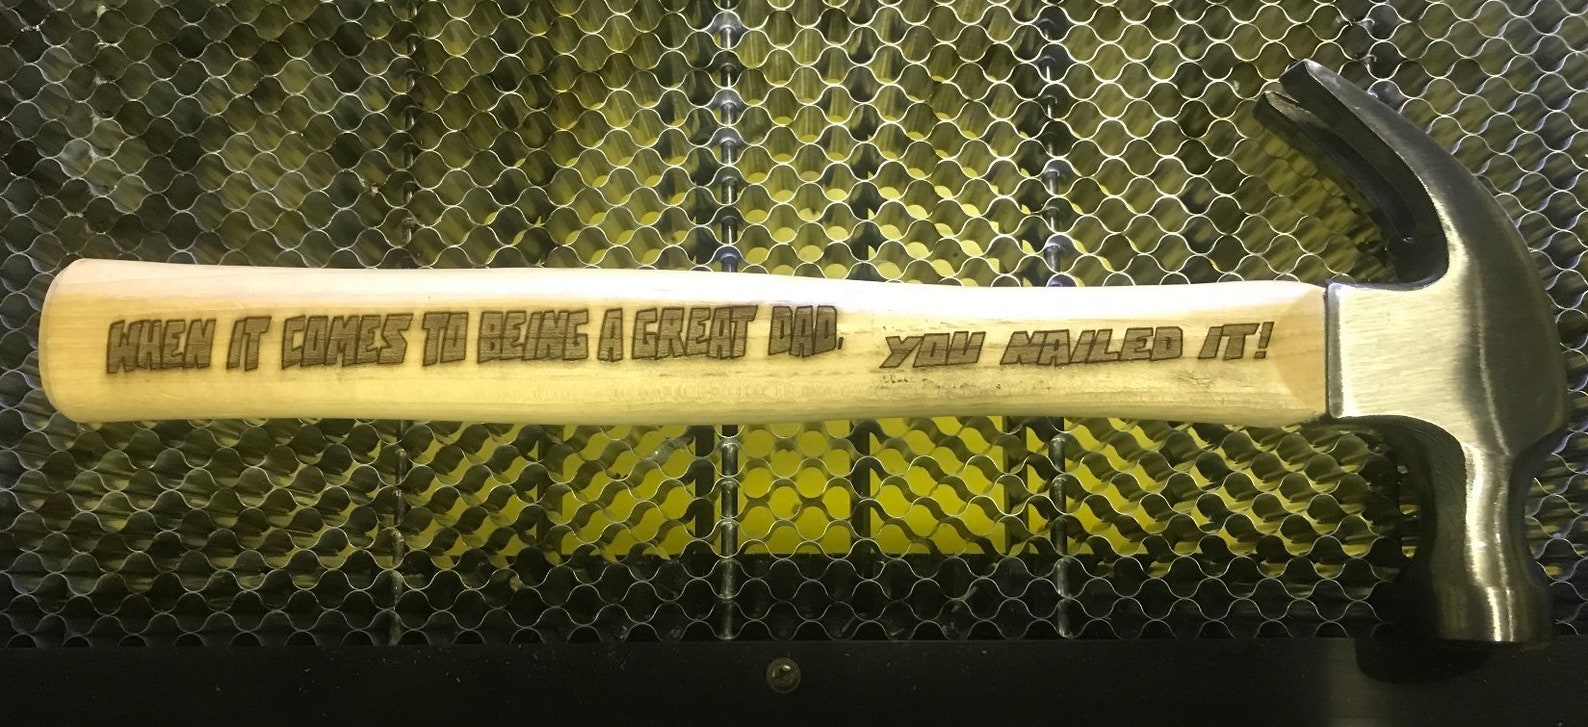 WHEN IT COMES TO BEING A GREAT DAD, YOU NAILED IT!